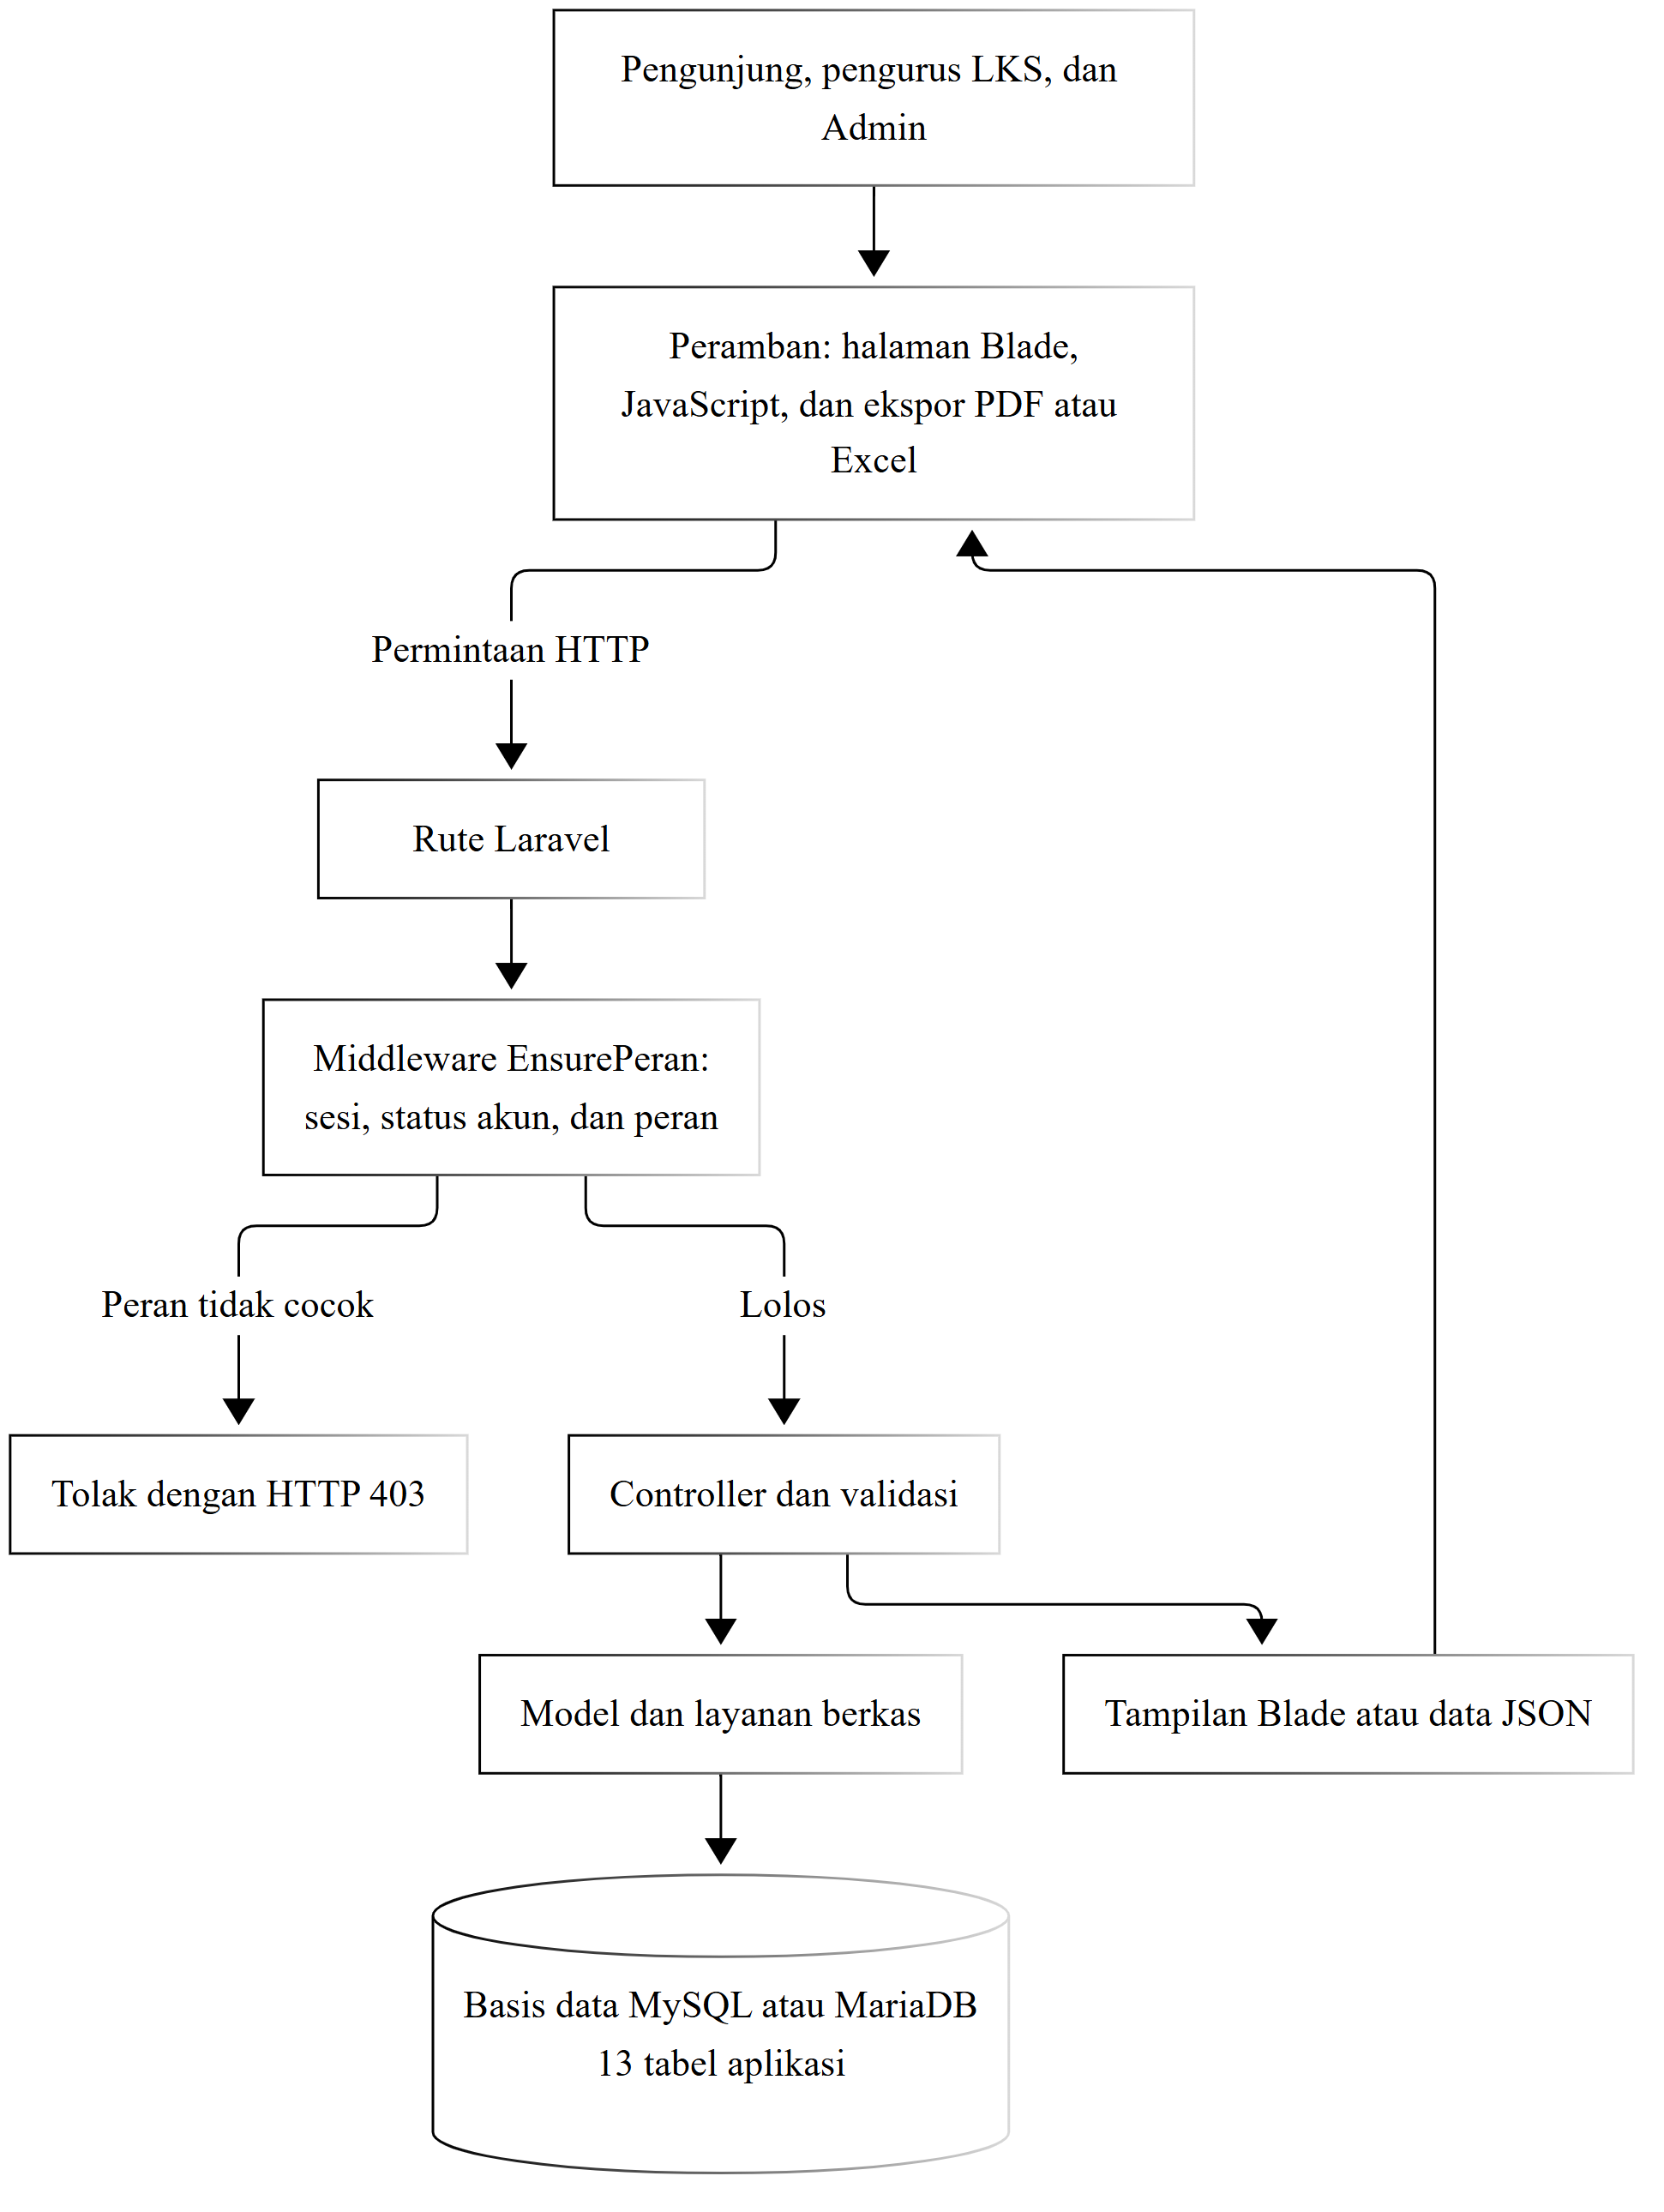 Pengunjung, pengurus LKS, dan
Admin
Peramban: halaman Blade,
JavaScript, dan ekspor PDF atau
Excel
Permintaan HTTP
Rute Laravel
Middleware EnsurePeran:
sesi, status akun, dan peran
Peran tidak cocok
Lolos
Tolak dengan HTTP 403
Controller dan validasi
Model dan layanan berkas
Tampilan Blade atau data JSON
Basis data MySQL atau MariaDB
13 tabel aplikasi